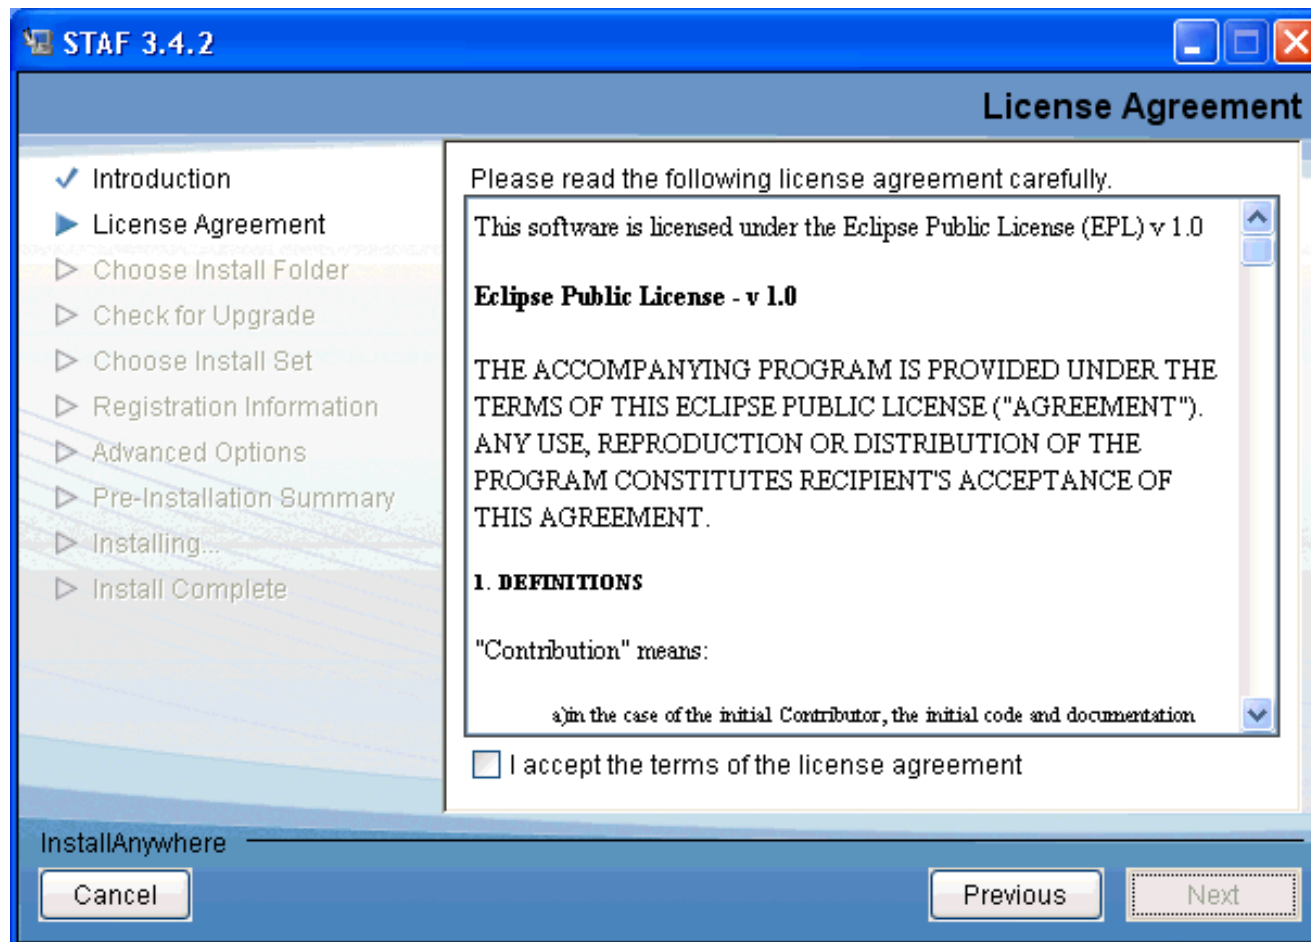 STAF 3.4.2
License Agreement
Introduction
License Agreement
Choose Install Folder
Check for Upgrade
Choose Install Set
Registration Information
Advanced Options
Pre-Installation Summary
Installing...
Install Complete
Please read the following license agreement carefully.
This software is licensed under the Eclipse Public License (EPL) v 1.0
Eclipse Public License - v 1.0
THE ACCOMPANYING PROGRAM IS PROVIDED UNDER THE
TERMS OF THIS ECLIPSE PUBLIC LICENSE ("AGREEMENT").
ANY USE, REPRODUCTION OR DISTRIBUTION OF THE
PROGRAM CONSTITUTES RECIPIENT'S ACCEPTANCE OF
THIS AGREEMENT.
1. DEFINITIONS
"Contribution" means:
a)in the case of the initial Contributor, the initial code and documentation
I accept the terms of the license agreement
InstallAnywhere
Cancel
Previous
Next